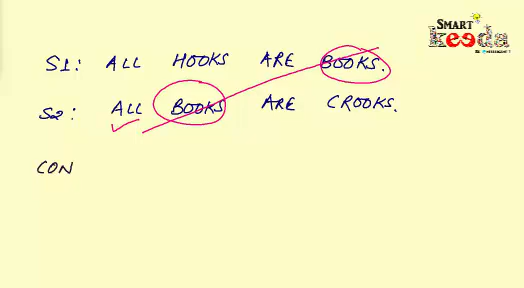 SMART
keeda
S1: ALL HOOKS ARE BOOKS.
S2: ALL BOOKS ARE CROOKS.
CON